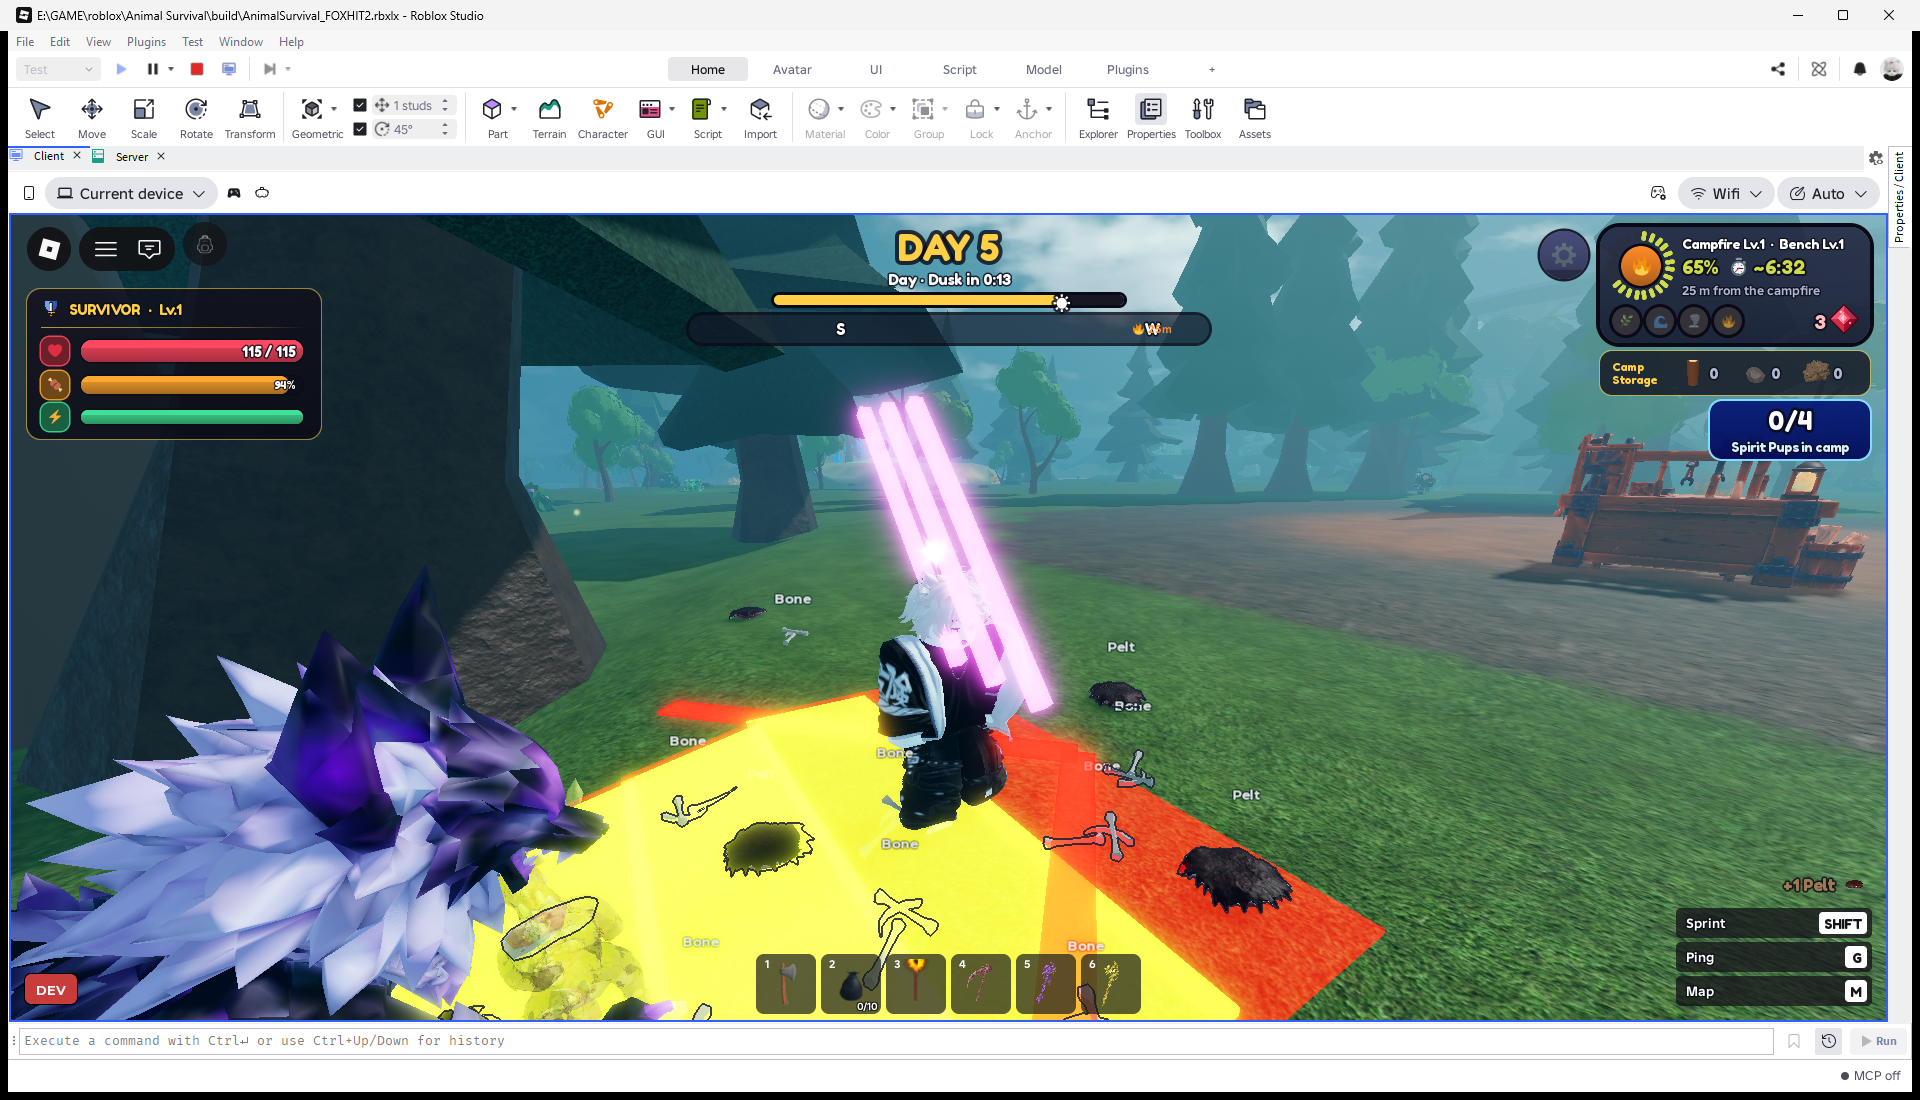 E:\GAME\roblox\Animal Survival\build\AnimalSurvival_FOXHIT2.rbxlx - Roblox Studio
File Edit View Plugins Test Window Help
Test
Home Avatar UI Script Model Plugins +
1 studs
45°
Select Move Scale Rotate Transform Geometric Part Terrain Character GUI Script Import Material Color Group Lock Anchor Explorer Properties Toolbox Assets
Client Server
Properties / Client
Current device
Wifi Auto
DAY 5
Day · Dusk in 0:13
S W
SURVIVOR · Lv.1
115 / 115
94%
Campfire Lv.1 · Bench Lv.1
65% ~6:32
25 m from the campfire
3
Camp Storage 0 0 0
0/4
Spirit Pups in camp
Bone
Pelt
Bone
Bone
Bone
Pelt
Bone
Pelt
Bone
Bone
Bone
+1 Pelt
Sprint SHIFT
Ping G
Map M
1 2 3 4 5 6
0/10
DEV
Execute a command with Ctrl↵ or use Ctrl+Up/Down for history
Run
MCP off